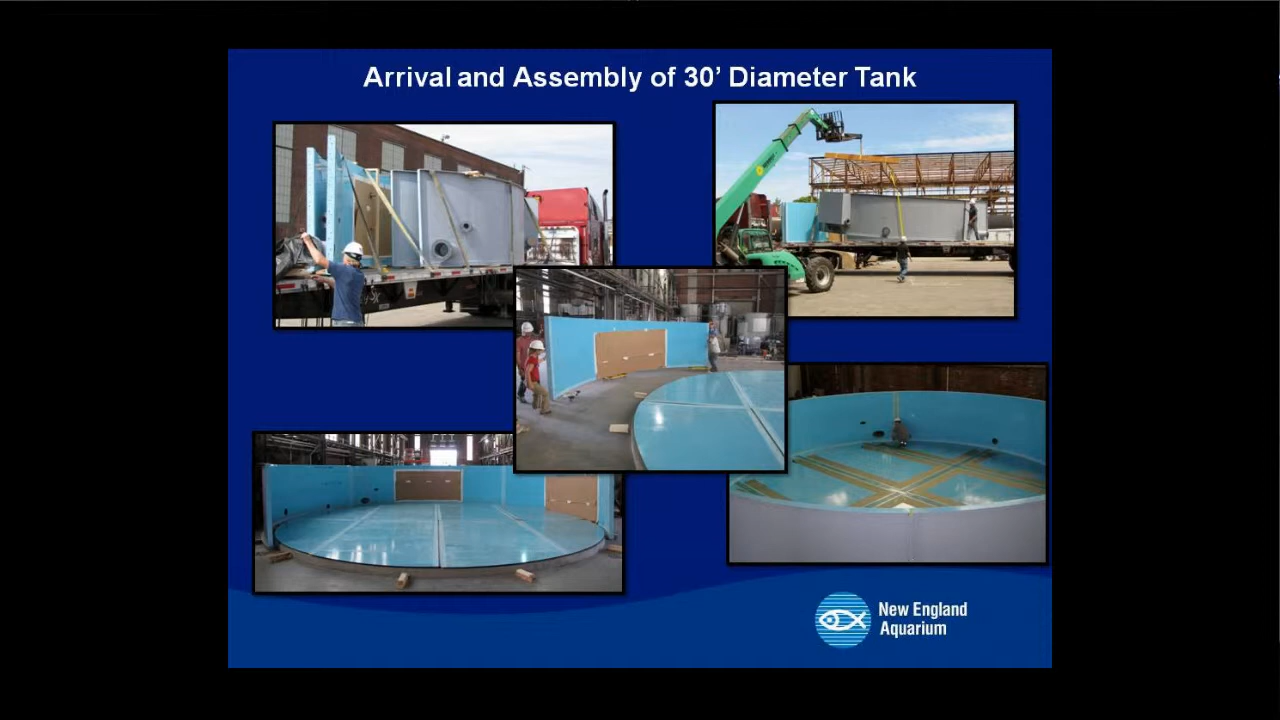 Arrival and Assembly of 30’ Diameter Tank
New England
Aquarium